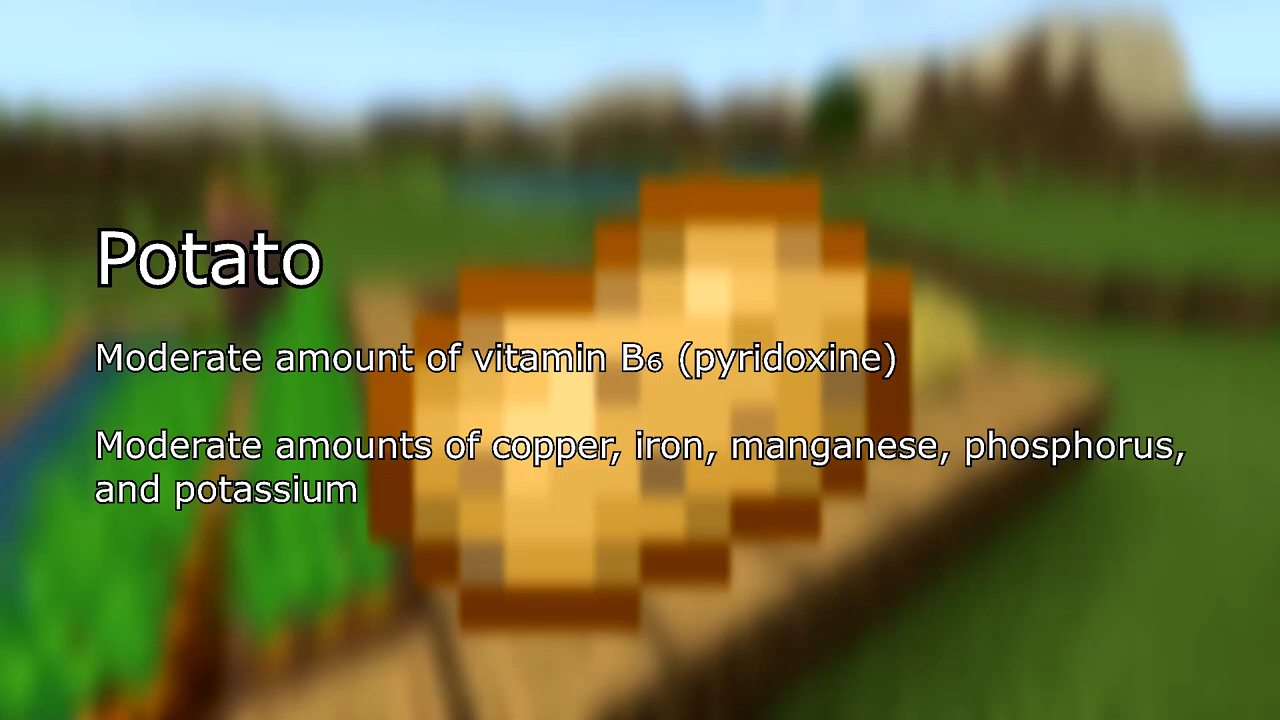 Potato
Moderate amount of vitamin B₆ (pyridoxine)
Moderate amounts of copper, iron, manganese, phosphorus,
and potassium